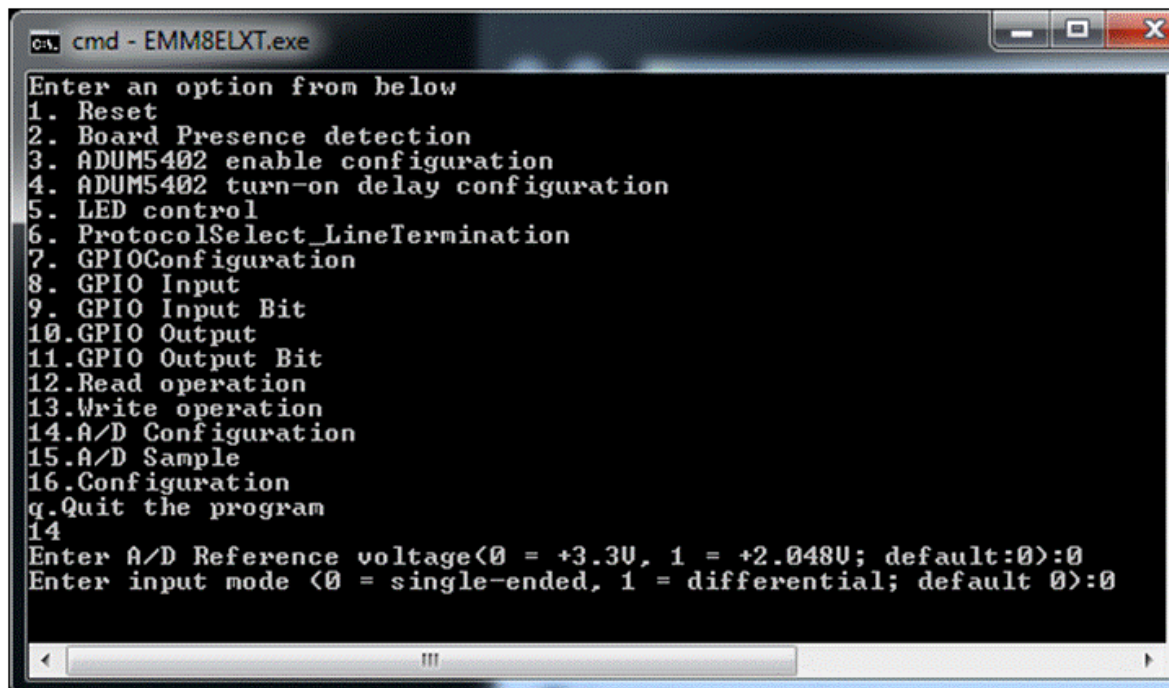 cmd - EMM8ELXT.exe
Enter an option from below
1. Reset
2. Board Presence detection
3. ADUM5402 enable configuration
4. ADUM5402 turn-on delay configuration
5. LED control
6. ProtocolSelect_LineTermination
7. GPIOConfiguration
8. GPIO Input
9. GPIO Input Bit
10.GPIO Output
11.GPIO Output Bit
12.Read operation
13.Write operation
14.A/D Configuration
15.A/D Sample
16.Configuration
q.Quit the program
14
Enter A/D Reference voltage(0 = +3.3V, 1 = +2.048V; default:0):0
Enter input mode (0 = single-ended, 1 = differential; default 0):0